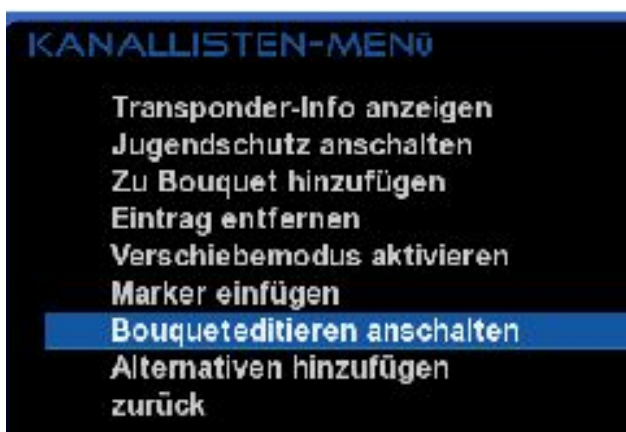 KANALLISTEN-MENü
Transponder-Info anzeigen
Jugendschutz anschalten
Zu Bouquet hinzufügen
Eintrag entfernen
Verschiebemodus aktivieren
Marker einfügen
Bouqueteditieren anschalten
Alternativen hinzufügen
zurück